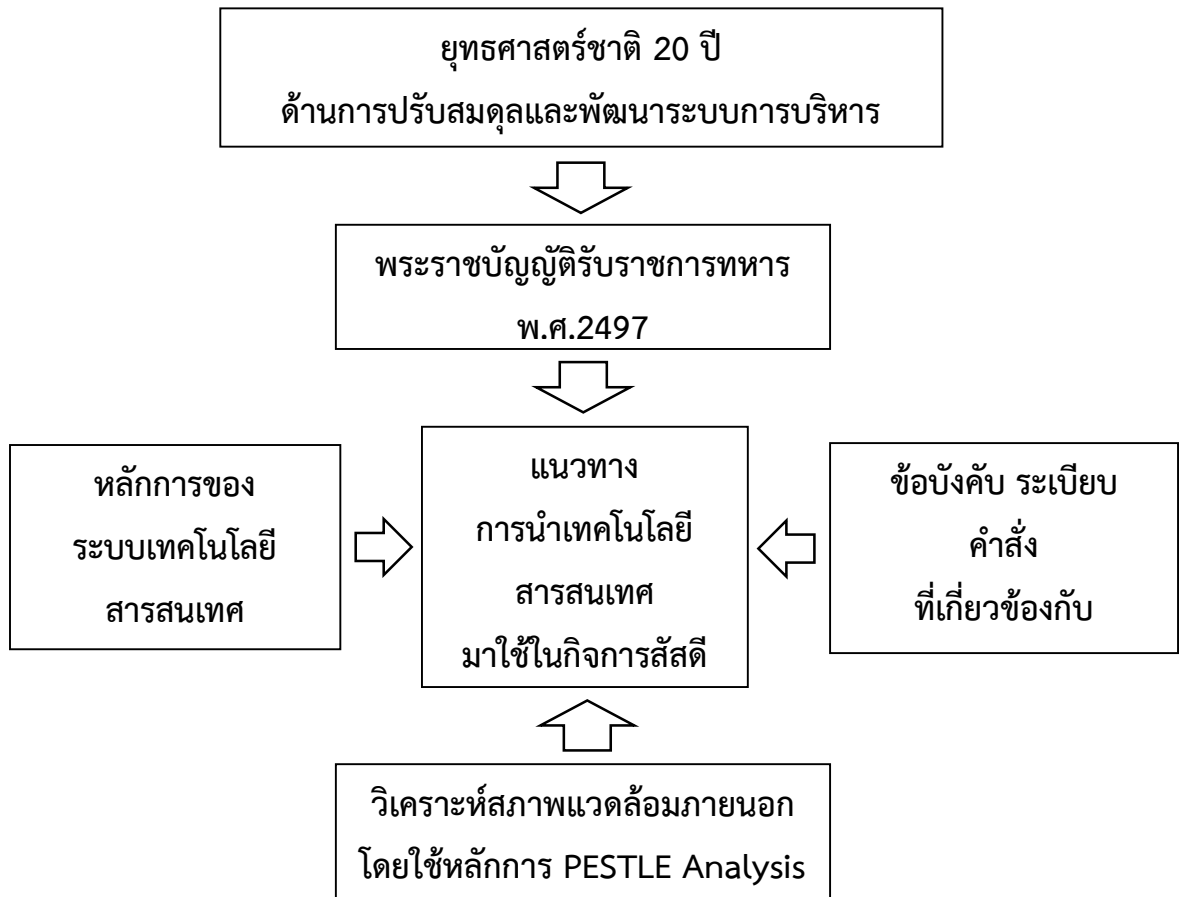 ยุทธศาสตร์ชาติ 20 ปี
ด้านการปรับสมดุลและพัฒนาระบบการบริหาร
พระราชบัญญัติรับราชการทหาร
พ.ศ.2497
หลักการของ
ระบบเทคโนโลยี
สารสนเทศ
แนวทาง
การนำเทคโนโลยี
สารสนเทศ
มาใช้ในกิจการสัสดี
ข้อบังคับ ระเบียบ
คำสั่ง
ที่เกี่ยวข้องกับ
วิเคราะห์สภาพแวดล้อมภายนอก
โดยใช้หลักการ PESTLE Analysis